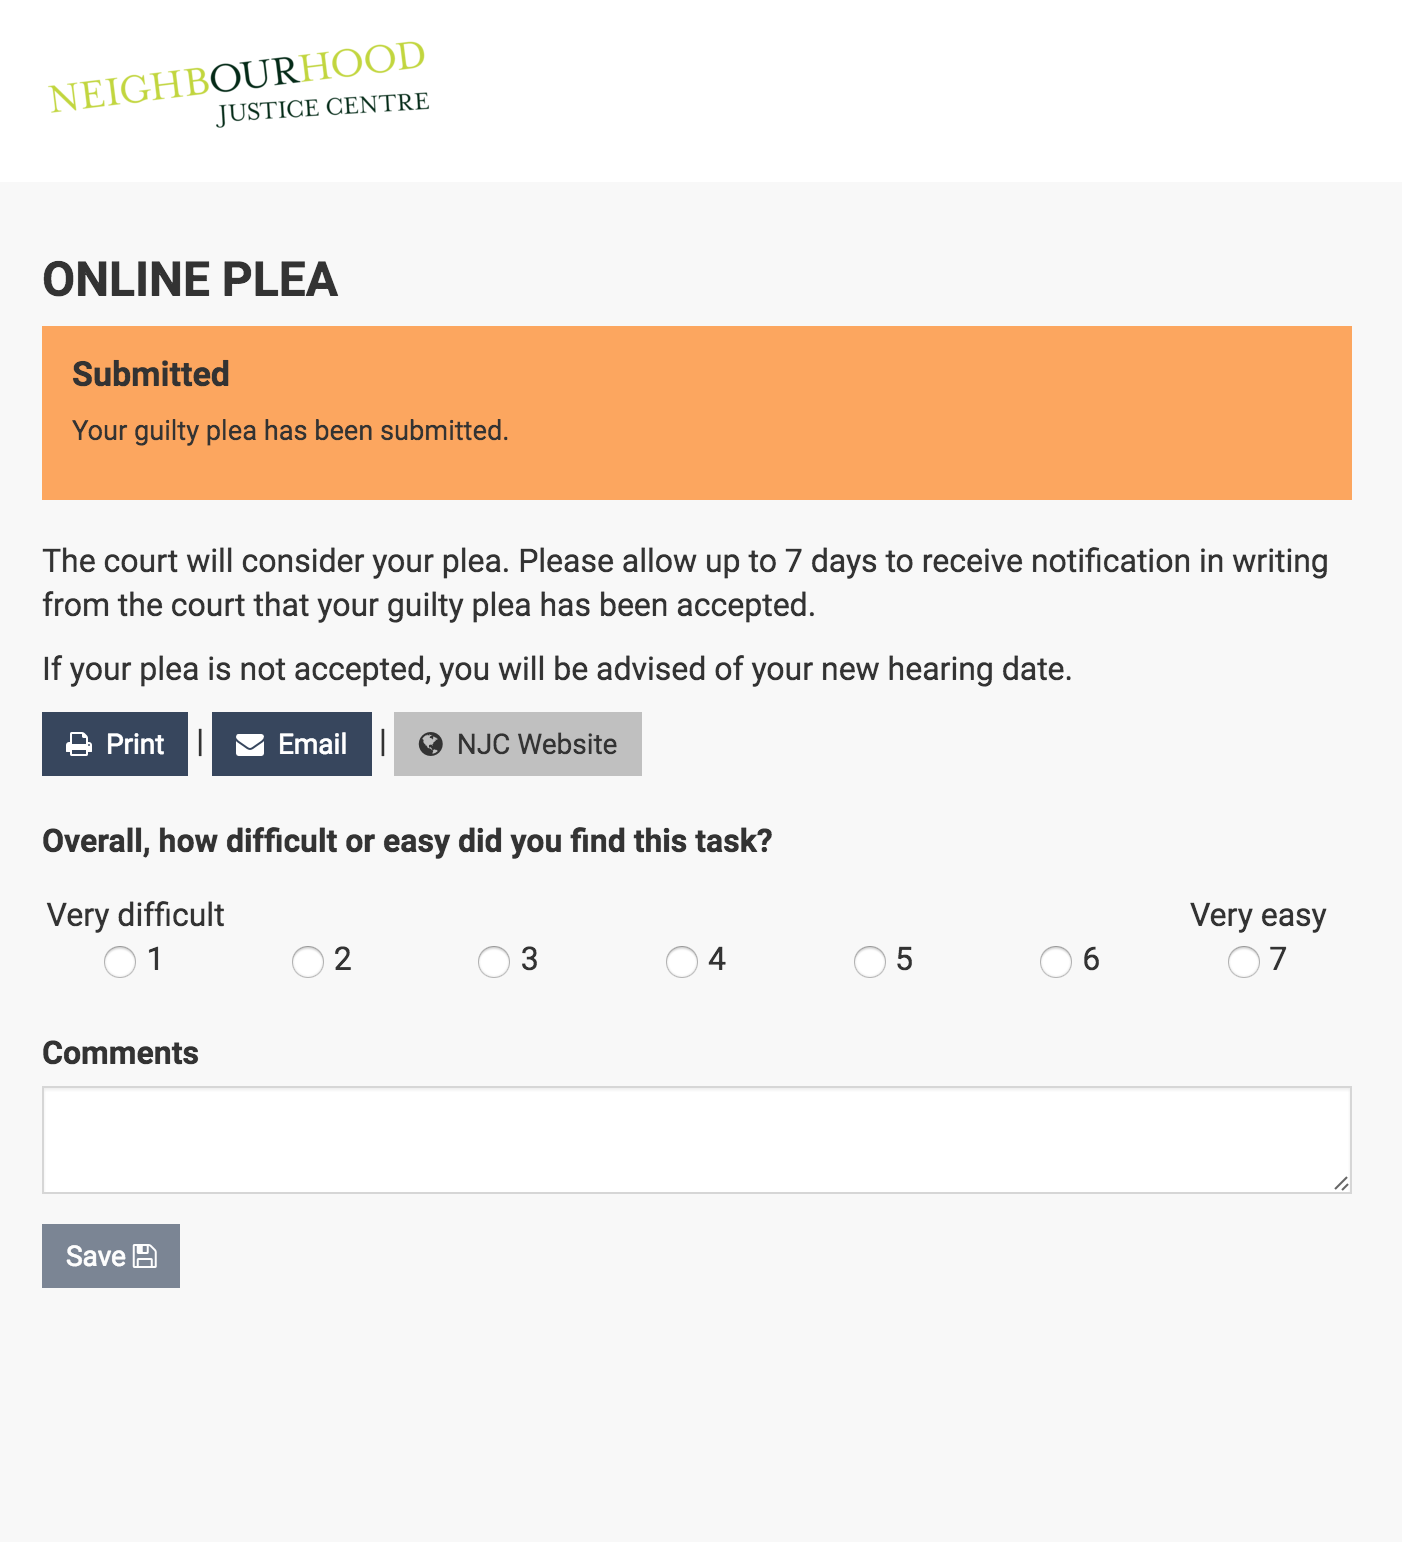 NEIGHBOURHOOD
JUSTICE CENTRE
ONLINE PLEA
Submitted
Your guilty plea has been submitted.
The court will consider your plea. Please allow up to 7 days to receive notification in writing
from the court that your guilty plea has been accepted.
If your plea is not accepted, you will be advised of your new hearing date.
Print | Email | NJC Website
Overall, how difficult or easy did you find this task?
Very difficult Very easy
1 2 3 4 5 6 7
Comments
Save